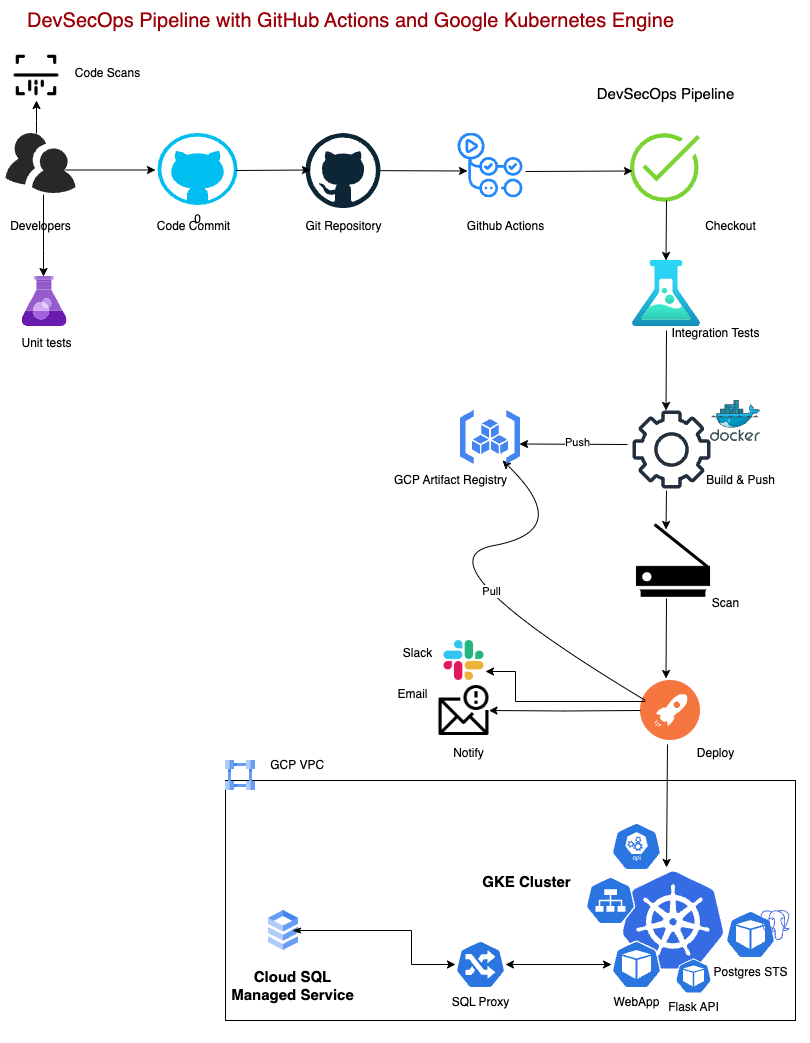 DevSecOps Pipeline with GitHub Actions and Google Kubernetes Engine
Code Scans
DevSecOps Pipeline
0
Developers
Code Commit
Git Repository
Github Actions
Checkout
Unit tests
Integration Tests
docker
Push
GCP Artifact Registry
Build & Push
Pull
Scan
Slack
Email
Notify
Deploy
GCP VPC
api
GKE Cluster
Cloud SQL
Managed Service
SQL Proxy
WebApp
Flask API
Postgres STS